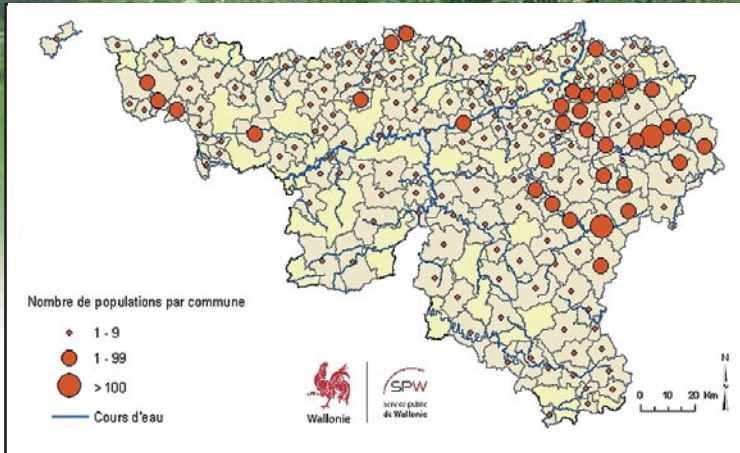 Nombre de populations par commune
1 - 9
1 - 99
> 100
Cours d'eau
Wallonie
SPW
Service public
de Wallonie
N
0 10 20 Km